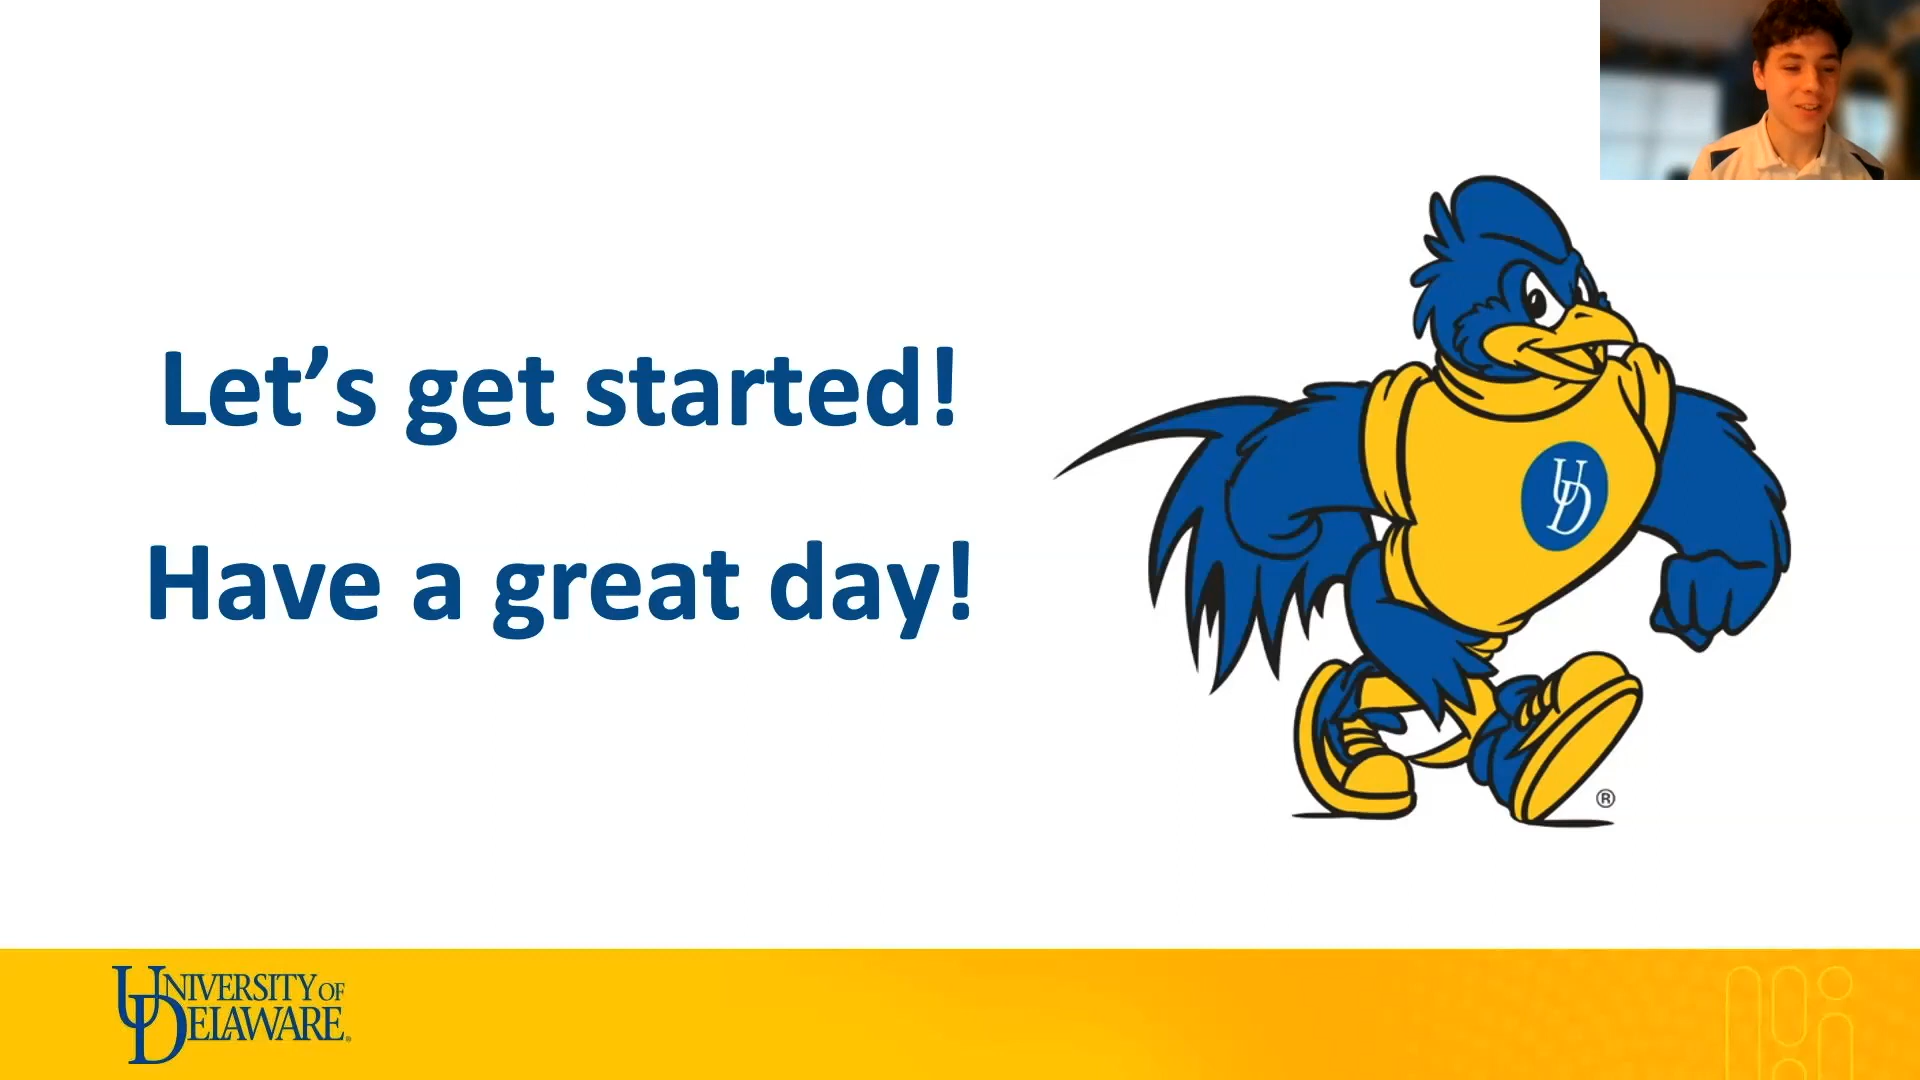 Let’s get started!
Have a great day!
UD
®
UNIVERSITY OF
DELAWARE®